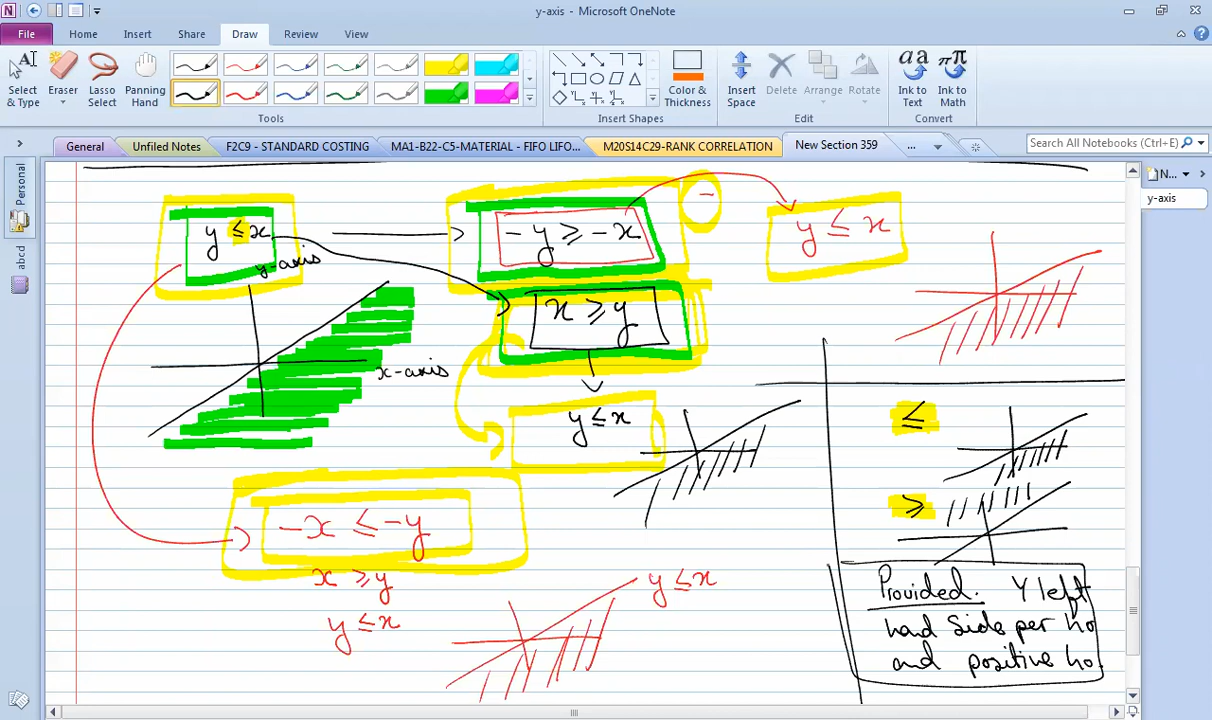 y-axis - Microsoft OneNote
File Home Insert Share Draw Review View
Select & Type
Eraser
Lasso Select
Panning Hand
Color & Thickness
Insert Space
Delete
Arrange
Rotate
Ink to Text
Ink to Math
Tools
Insert Shapes
Edit
Convert
General
Unfiled Notes
F2C9 - STANDARD COSTING
MA1-B22-C5-MATERIAL - FIFO LIFO...
M20S14C29-RANK CORRELATION
New Section 359
...
Search All Notebooks (Ctrl+E)
N...
y-axis
Personal
abcd
y ≤ x
-y ≥ -x
-
y ≤ x
y-axis
x ≥ y
x-axis
y ≤ x
≤
≥
-x ≤ -y
x ≥ y
y ≤ x
y ≤ x
Provided. Y left
hand Side per ho
and positive ho.